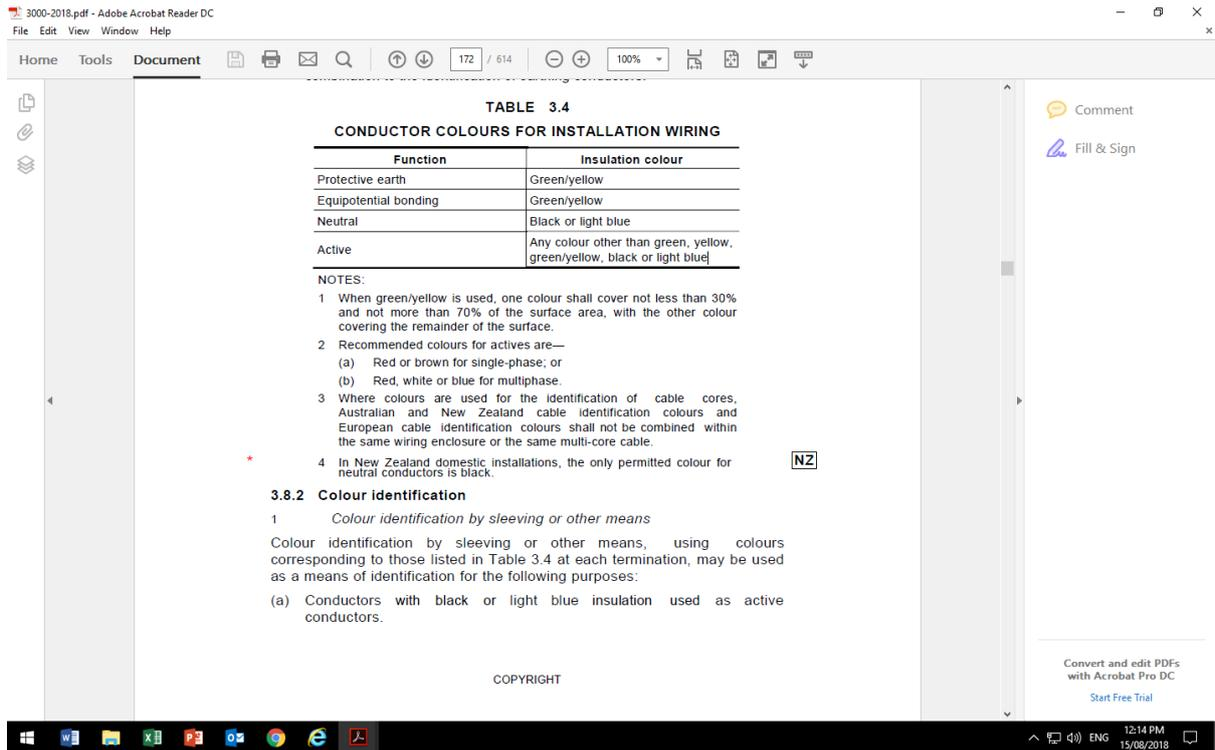 3000-2018.pdf - Adobe Acrobat Reader DC
File Edit View Window Help
Home Tools Document 172 / 614 100%
combination to the identification of earthing conductors.
TABLE 3.4
CONDUCTOR COLOURS FOR INSTALLATION WIRING
Function Insulation colour
Protective earth Green/yellow
Equipotential bonding Green/yellow
Neutral Black or light blue
Active Any colour other than green, yellow,
green/yellow, black or light blue
NOTES:
1 When green/yellow is used, one colour shall cover not less than 30%
and not more than 70% of the surface area, with the other colour
covering the remainder of the surface.
2 Recommended colours for actives are—
(a) Red or brown for single-phase; or
(b) Red, white or blue for multiphase.
3 Where colours are used for the identification of cable cores,
Australian and New Zealand cable identification colours and
European cable identification colours shall not be combined within
the same wiring enclosure or the same multi-core cable.
* 4 In New Zealand domestic installations, the only permitted colour for NZ
neutral conductors is black.
3.8.2 Colour identification
1 Colour identification by sleeving or other means
Colour identification by sleeving or other means, using colours
corresponding to those listed in Table 3.4 at each termination, may be used
as a means of identification for the following purposes:
(a) Conductors with black or light blue insulation used as active
conductors.
COPYRIGHT
Comment
Fill & Sign
Convert and edit PDFs
with Acrobat Pro DC
Start Free Trial
ENG
12:14 PM
15/08/2018